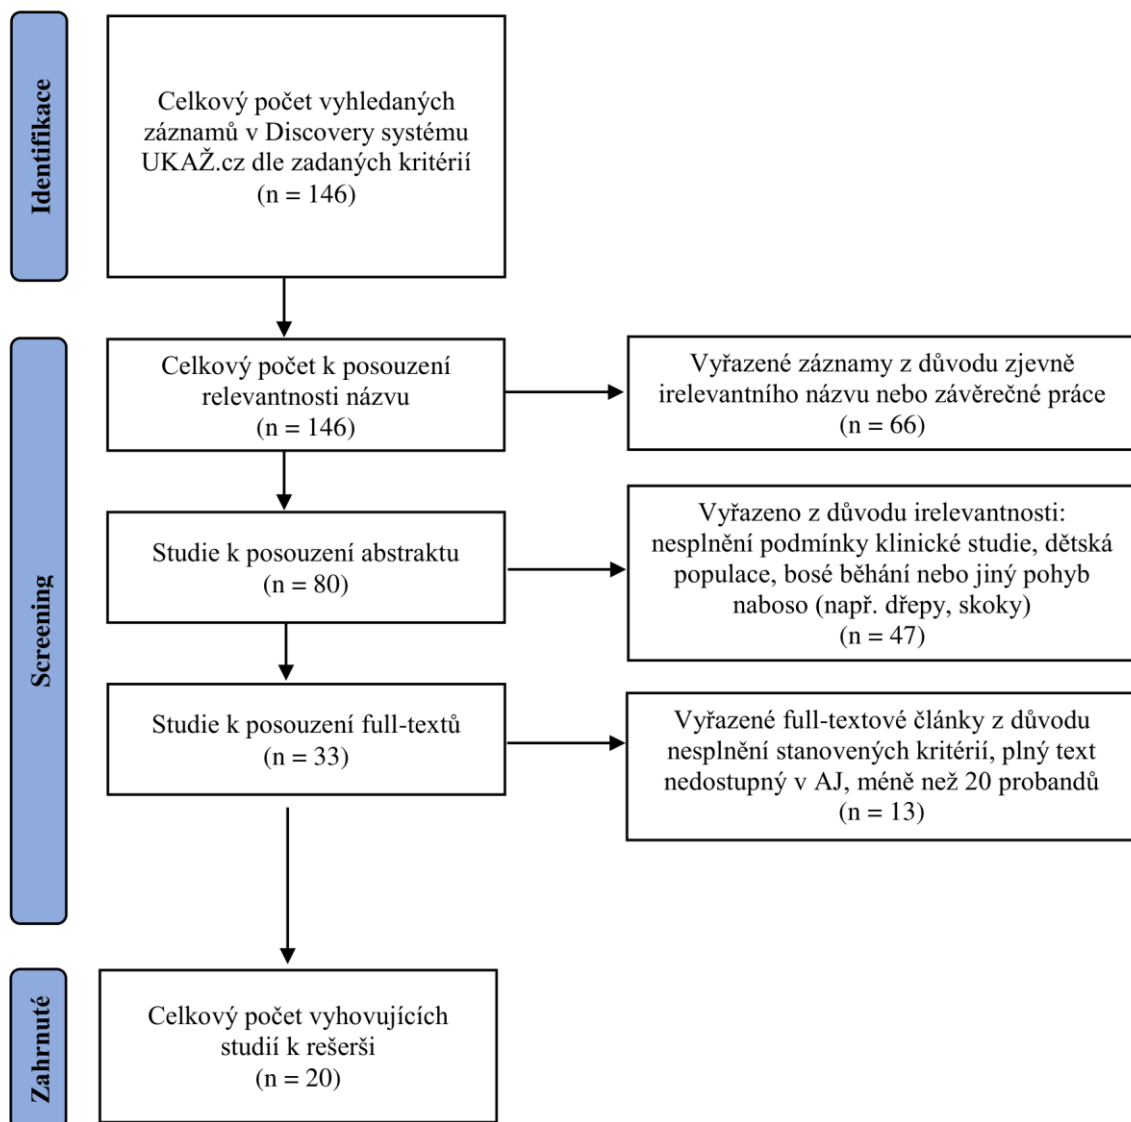 Identifikace
Celkový počet vyhledaných
záznamů v Discovery systému
UKAŽ.cz dle zadaných kritérií
(n = 146)
Screening
Celkový počet k posouzení
relevantnosti názvu
(n = 146)
Vyřazené záznamy z důvodu zjevně
irelevantního názvu nebo závěrečné práce
(n = 66)
Studie k posouzení abstraktu
(n = 80)
Vyřazeno z důvodu irelevantnosti:
nesplnění podmínky klinické studie, dětská
populace, bosé běhání nebo jiný pohyb
naboso (např. dřepy, skoky)
(n = 47)
Studie k posouzení full-textů
(n = 33)
Vyřazené full-textové články z důvodu
nesplnění stanovených kritérií, plný text
nedostupný v AJ, méně než 20 probandů
(n = 13)
Zahrnuté
Celkový počet vyhovujících
studií k rešerši
(n = 20)